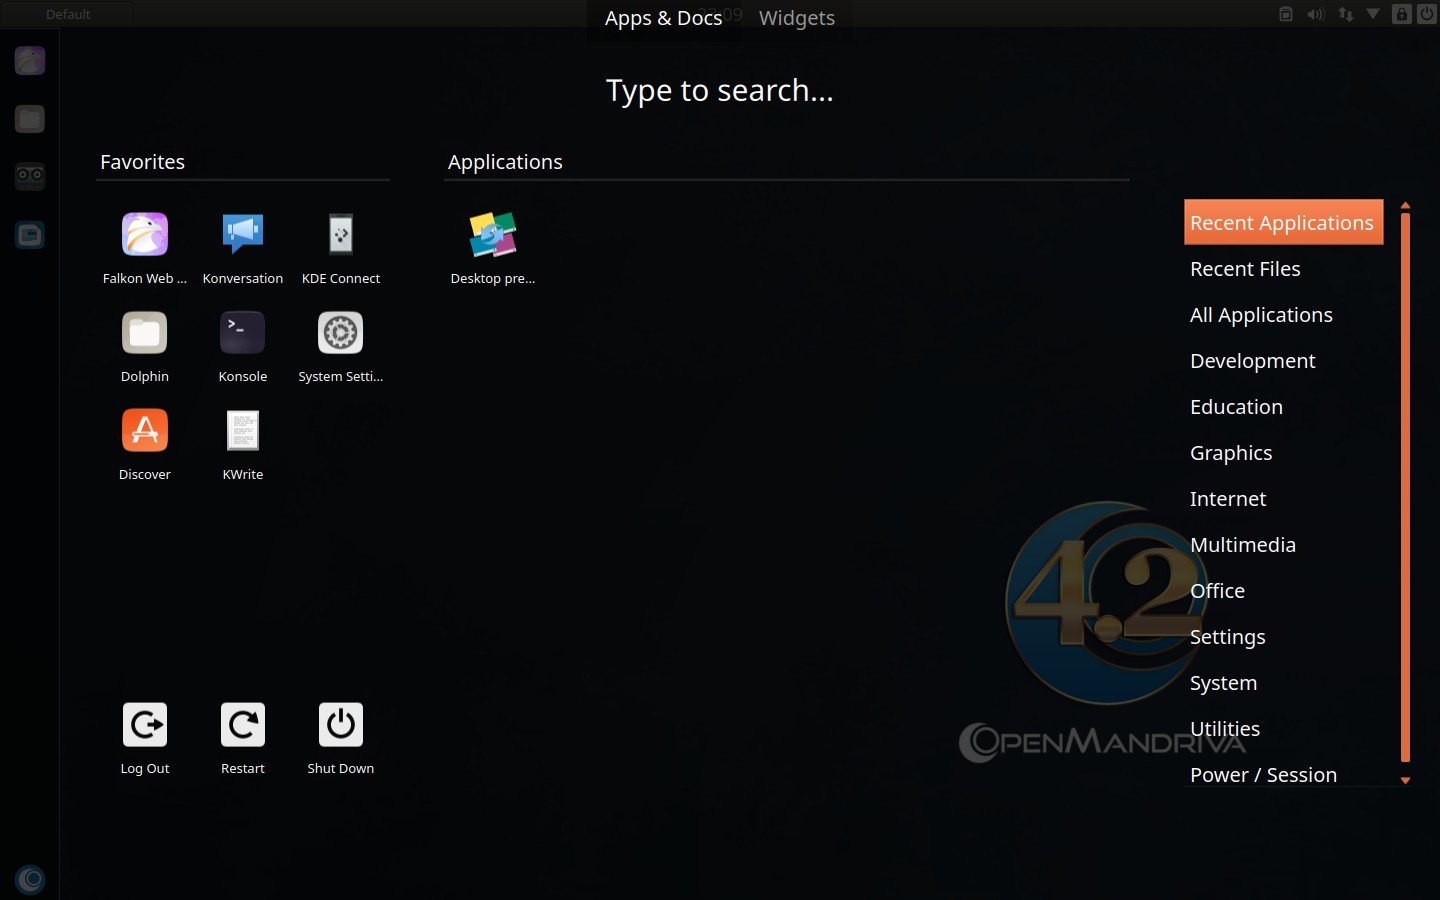 Default
Apps & Docs
Widgets
Type to search...
Favorites
Applications
Falkon Web ...
Konversation
KDE Connect
Desktop pre...
Dolphin
Konsole
System Setti...
Discover
KWrite
Log Out
Restart
Shut Down
Recent Applications
Recent Files
All Applications
Development
Education
Graphics
Internet
Multimedia
Office
Settings
System
Utilities
Power / Session
4.2
OpenMandriva